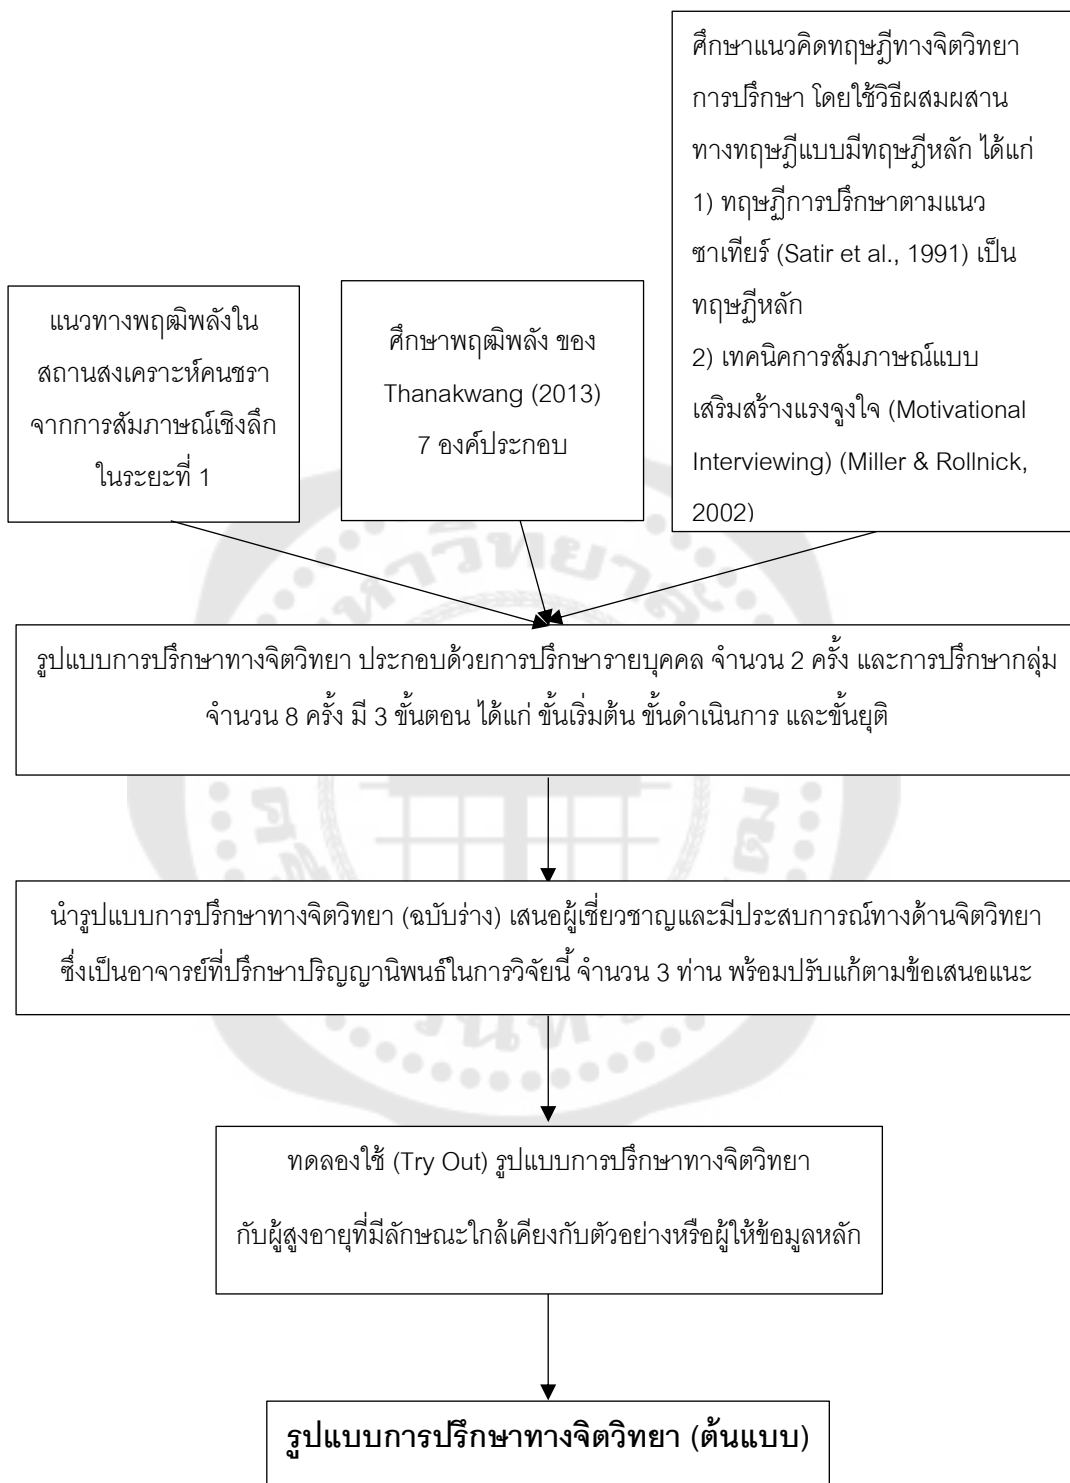 แนวทางพฤฒิพลังใน
สถานสงเคราะห์คนชรา
จากการสัมภาษณ์เชิงลึก
ในระยะที่ 1
ศึกษาพฤฒิพลัง ของ
Thanakwang (2013)
7 องค์ประกอบ
ศึกษาแนวคิดทฤษฎีทางจิตวิทยา
การปรึกษา โดยใช้วิธีผสมผสาน
ทางทฤษฎีแบบมีทฤษฎีหลัก ได้แก่
1) ทฤษฎีการปรึกษาตามแนว
ซาเทียร์ (Satir et al., 1991) เป็น
ทฤษฎีหลัก
2) เทคนิคการสัมภาษณ์แบบ
เสริมสร้างแรงจูงใจ (Motivational
Interviewing) (Miller & Rollnick,
2002)
รูปแบบการปรึกษาทางจิตวิทยา ประกอบด้วยการปรึกษารายบุคคล จำนวน 2 ครั้ง และการปรึกษากลุ่ม
จำนวน 8 ครั้ง มี 3 ขั้นตอน ได้แก่ ขั้นเริ่มต้น ขั้นดำเนินการ และขั้นยุติ
นำรูปแบบการปรึกษาทางจิตวิทยา (ฉบับร่าง) เสนอผู้เชี่ยวชาญและมีประสบการณ์ทางด้านจิตวิทยา
ซึ่งเป็นอาจารย์ที่ปรึกษาปริญญานิพนธ์ในการวิจัยนี้ จำนวน 3 ท่าน พร้อมปรับแก้ตามข้อเสนอแนะ
ทดลองใช้ (Try Out) รูปแบบการปรึกษาทางจิตวิทยา
กับผู้สูงอายุที่มีลักษณะใกล้เคียงกับตัวอย่างหรือผู้ให้ข้อมูลหลัก
รูปแบบการปรึกษาทางจิตวิทยา (ต้นแบบ)